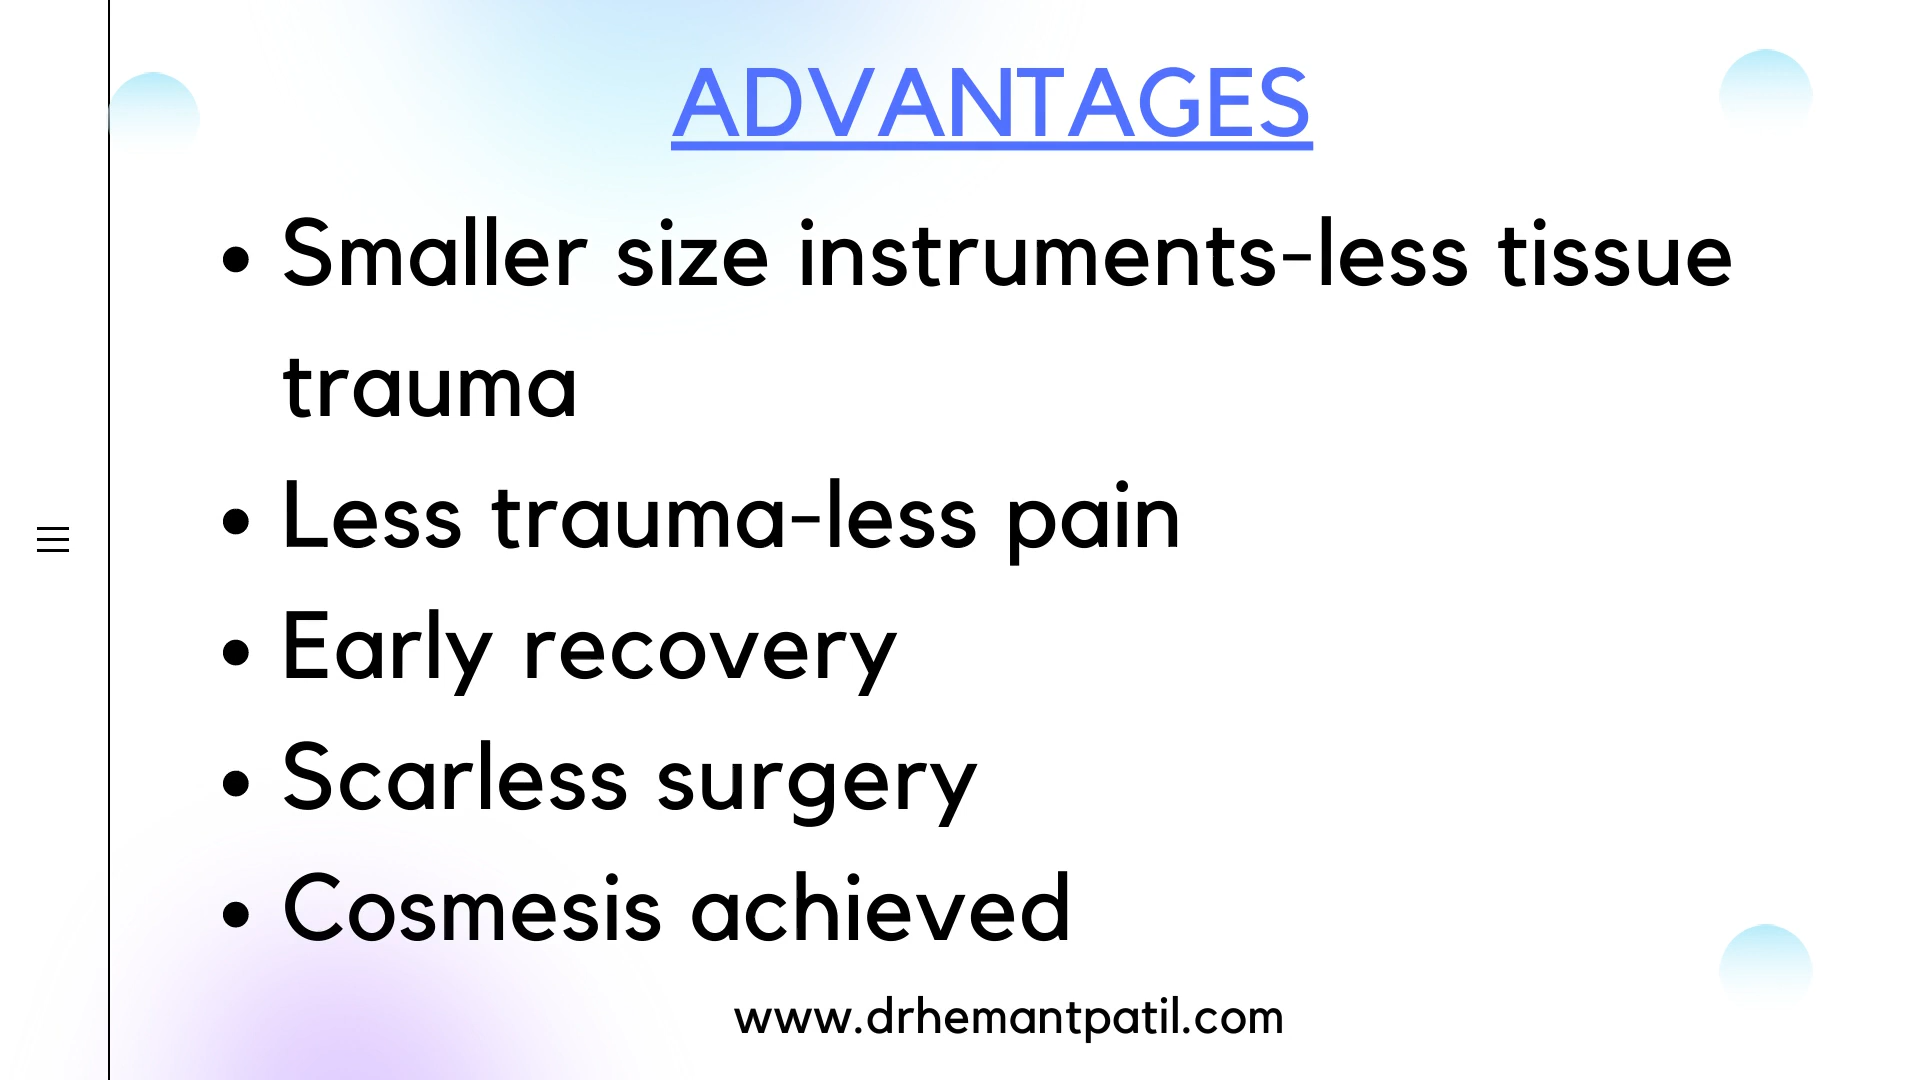 ADVANTAGES
• Smaller size instruments-less tissue
trauma
• Less trauma-less pain
• Early recovery
• Scarless surgery
• Cosmesis achieved
www.drhemantpatil.com